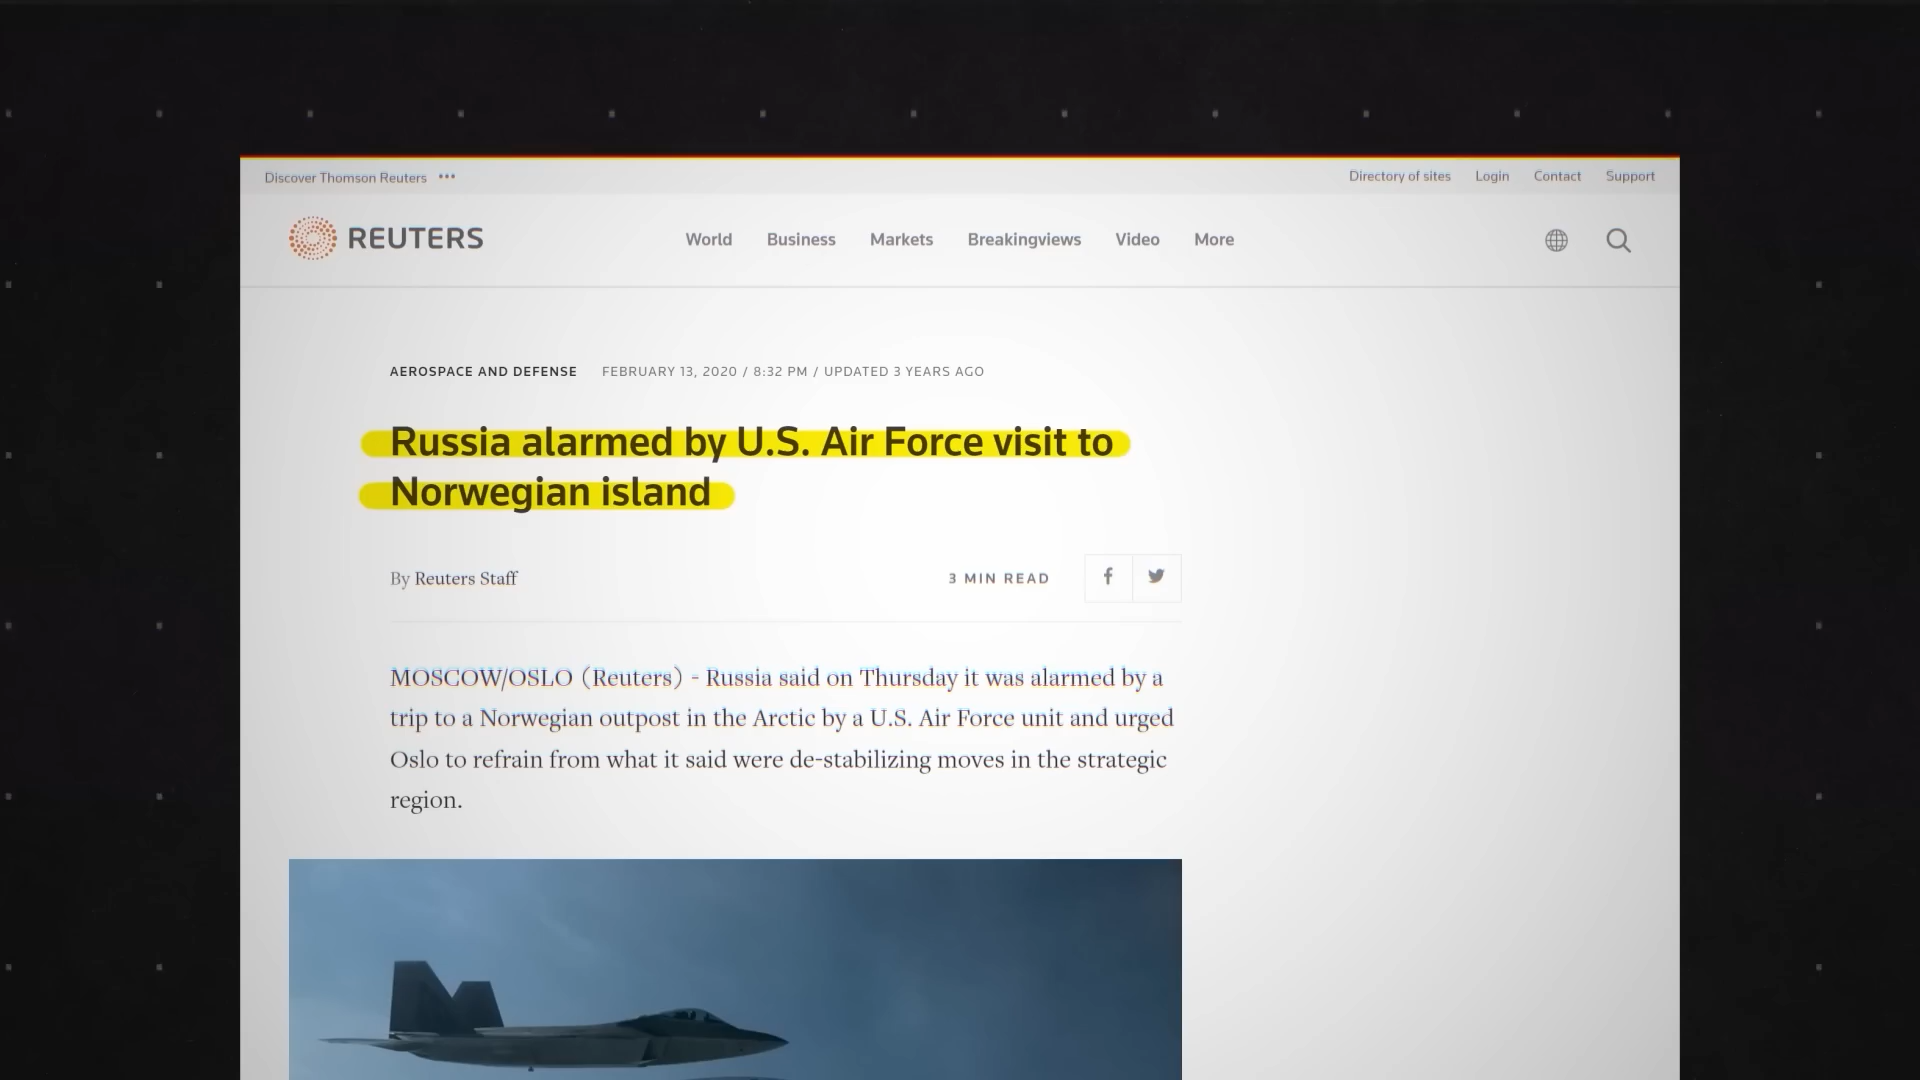 Discover Thomson Reuters
Directory of sites Login Contact Support
REUTERS
World Business Markets Breakingviews Video More
AEROSPACE AND DEFENSE FEBRUARY 13, 2020 / 8:32 PM / UPDATED 3 YEARS AGO
Russia alarmed by U.S. Air Force visit to
Norwegian island
By Reuters Staff
3 MIN READ
MOSCOW/OSLO (Reuters) - Russia said on Thursday it was alarmed by a
trip to a Norwegian outpost in the Arctic by a U.S. Air Force unit and urged
Oslo to refrain from what it said were de-stabilizing moves in the strategic
region.